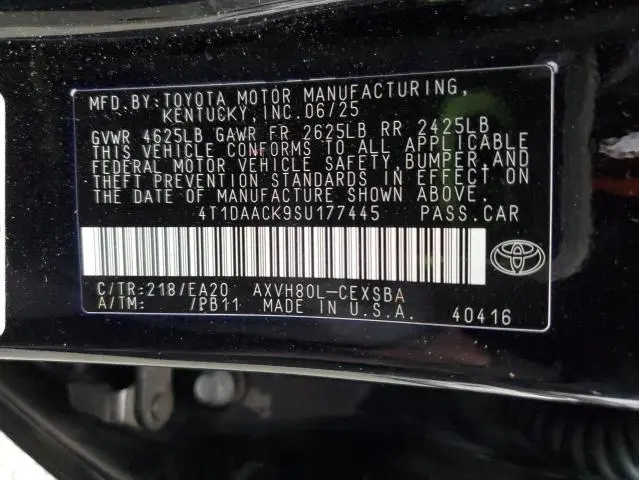 MFD.BY:TOYOTA MOTOR MANUFACTURING,
KENTUCKY,INC.06/25
GVWR 4625LB GAWR FR 2625LB RR 2425LB
THIS VEHICLE CONFORMS TO ALL APPLICABLE
FEDERAL MOTOR VEHICLE SAFETY,BUMPER,AND
THEFT PREVENTION STANDARDS IN EFFECT ON
THE DATE OF MANUFACTURE SHOWN ABOVE.
4T1DAACK9SU177445 PASS.CAR
C/TR:218/EA20 AXVH80L-CEXSBA
A/TM: /PB11 MADE IN U.S.A. 40416